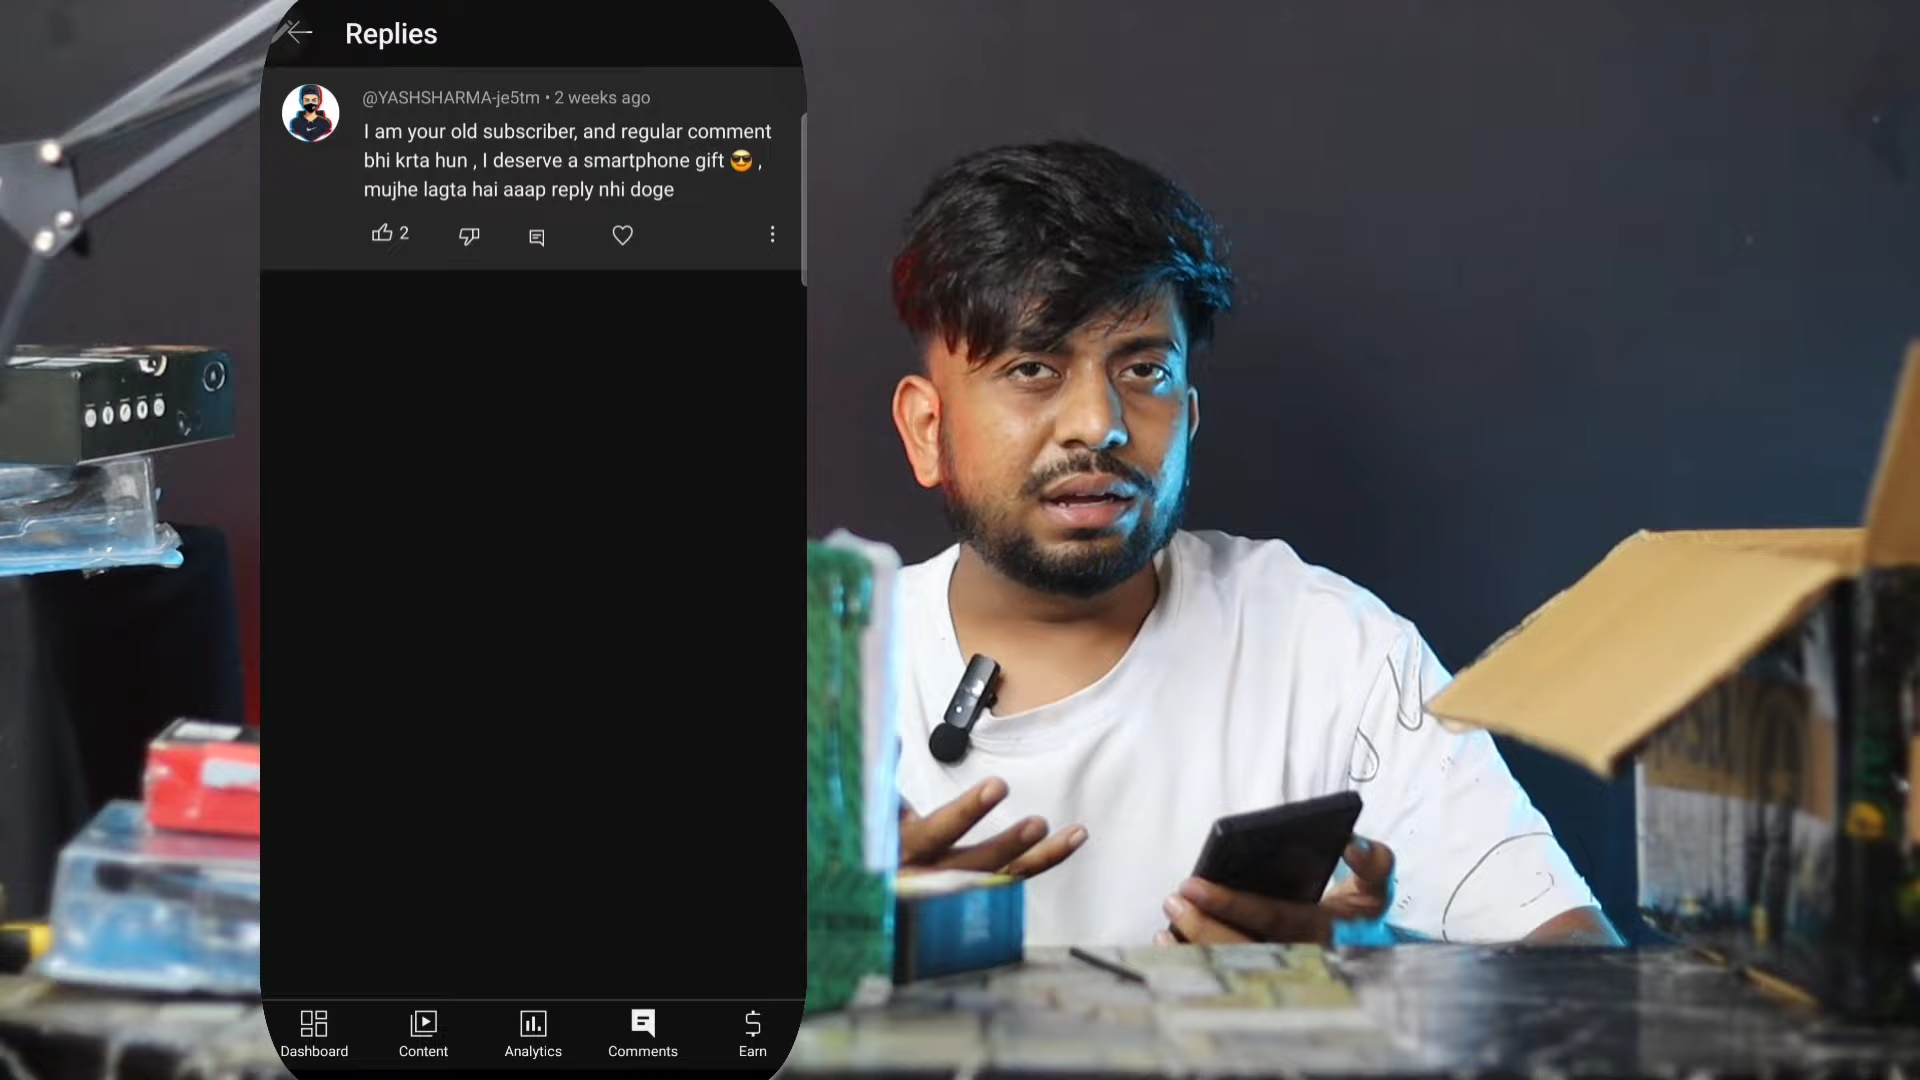 Replies
@YASHSHARMA-je5tm • 2 weeks ago
I am your old subscriber, and regular comment
bhi krta hun , I deserve a smartphone gift 😎 ,
mujhe lagta hai aaap reply nhi doge
2
Dashboard
Content
Analytics
Comments
Earn